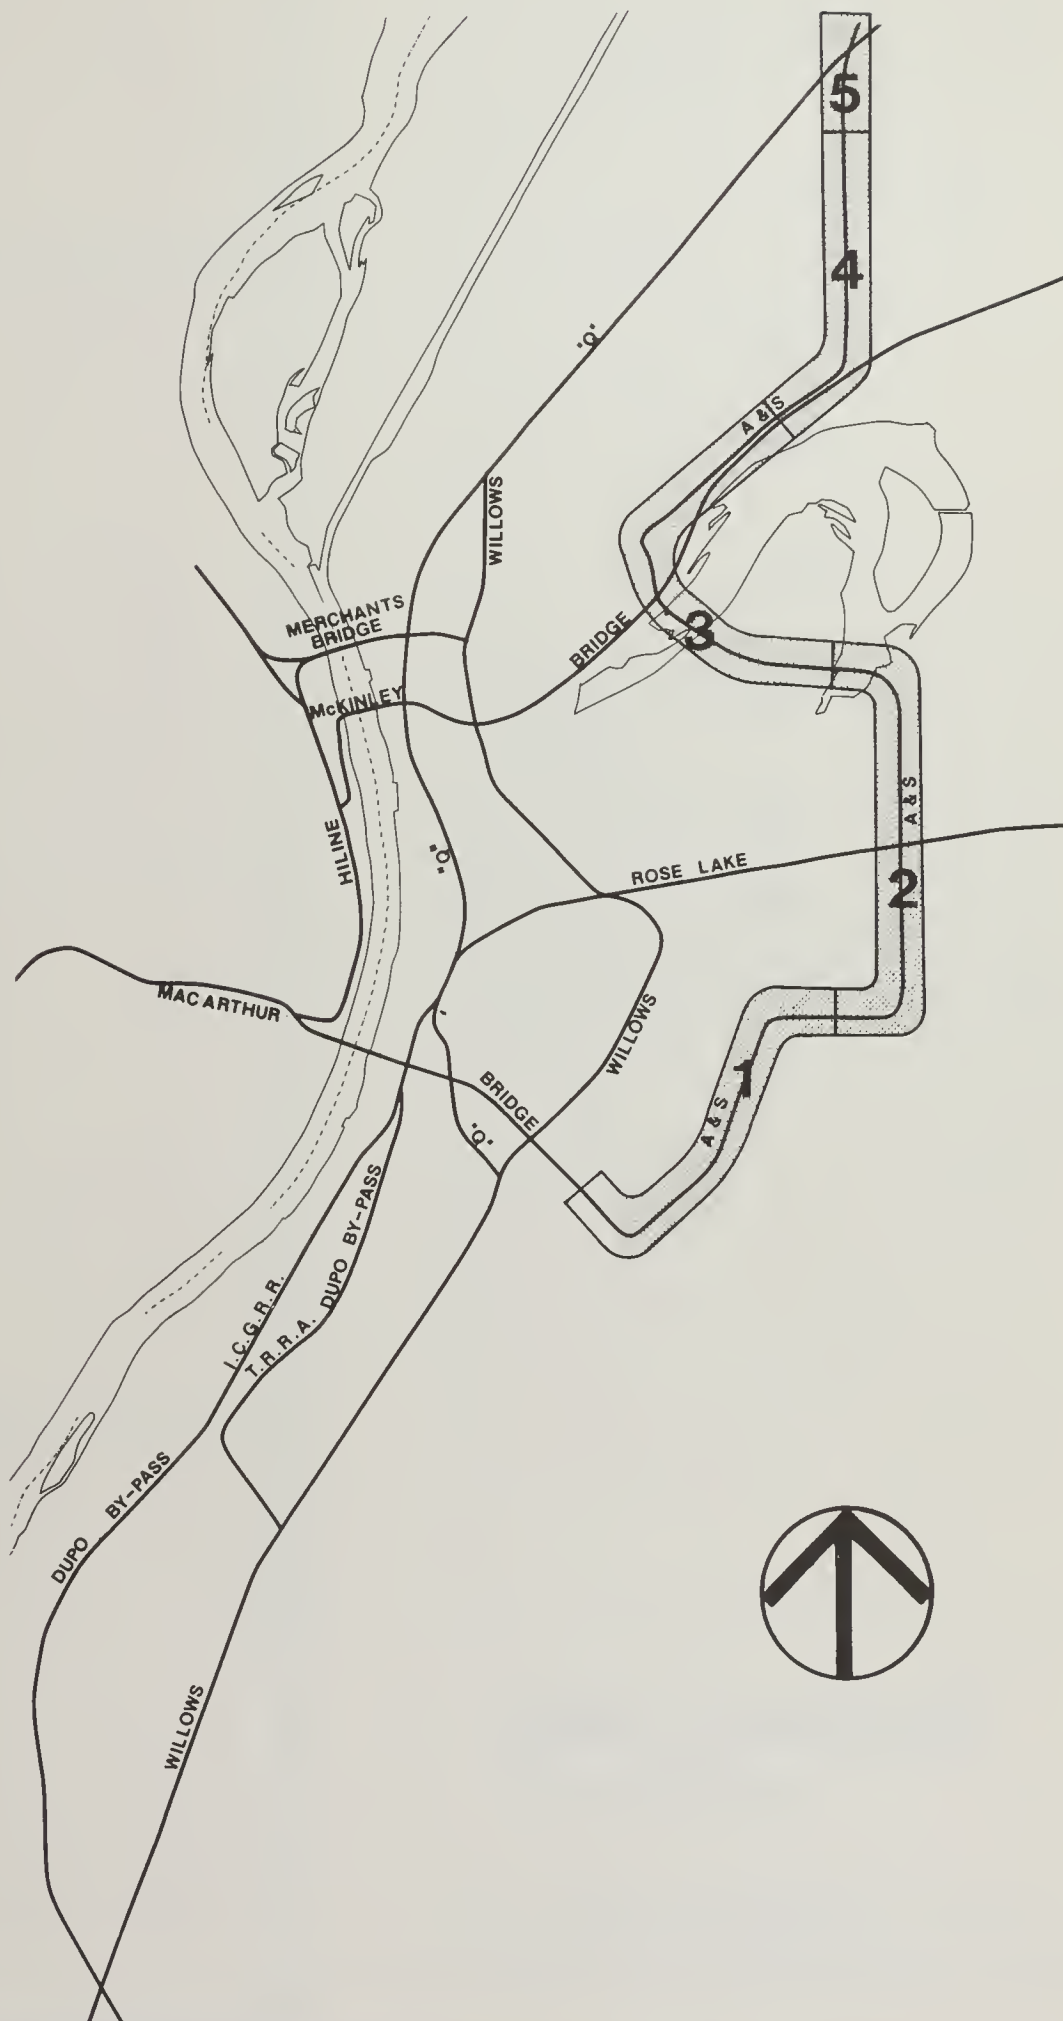 5
4
"Q"
A & S
WILLOWS
MERCHANTS
BRIDGE
BRIDGE
3
McKINLEY
A & S
HILINE
"Q"
ROSE LAKE
2
MAC ARTHUR
WILLOWS
1
BRIDGE
A & S
"Q"
DUPO BY-PASS
I.C.G.R.R.
T.R.R.A.
DUPO BY-PASS
WILLOWS